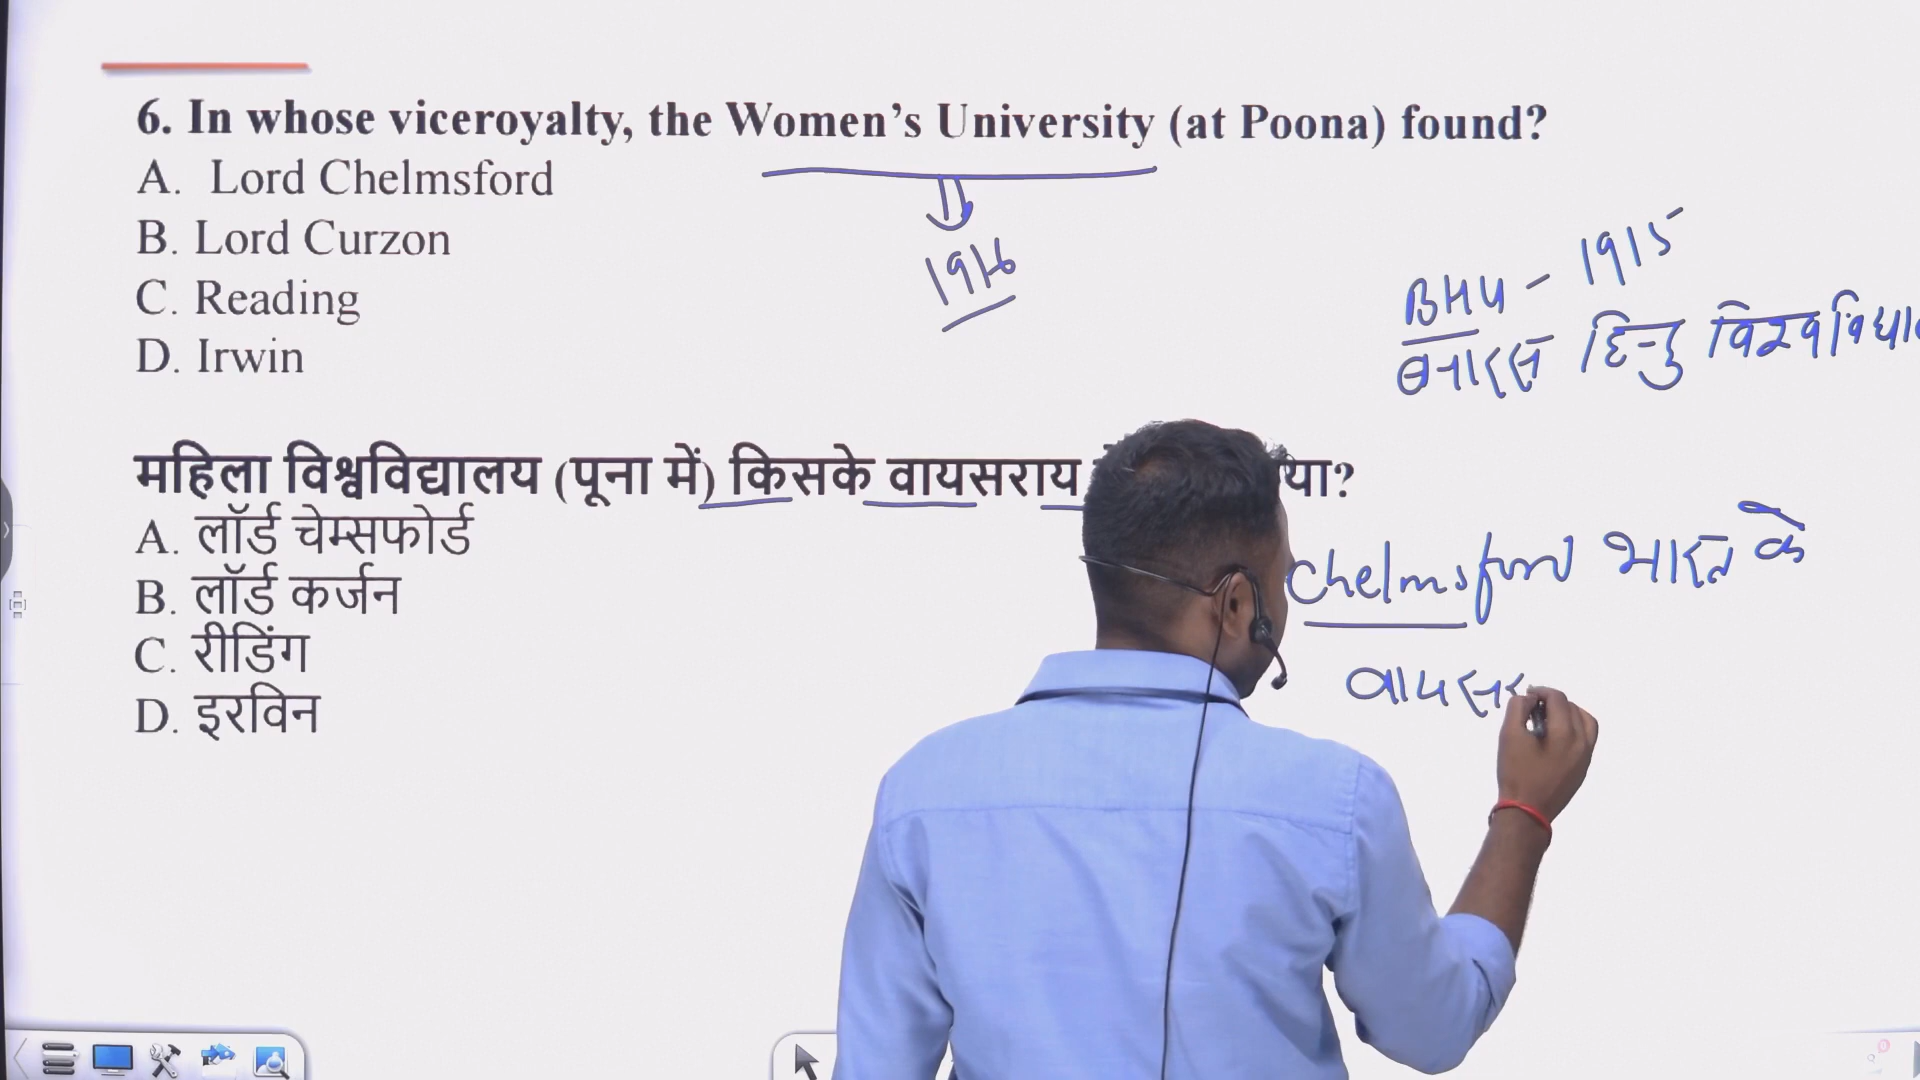 6. In whose viceroyalty, the Women's University (at Poona) found?
A. Lord Chelmsford
B. Lord Curzon
C. Reading
D. Irwin
1916
BHU - 1915
बनारस हिन्दु
महिला विश्वविद्यालय (पूना में) किसके वायसराय
A. लॉर्ड चेम्सफोर्ड
B. लॉर्ड कर्जन
C. रीडिंग
D. इरविन
Chelmsford भारत के